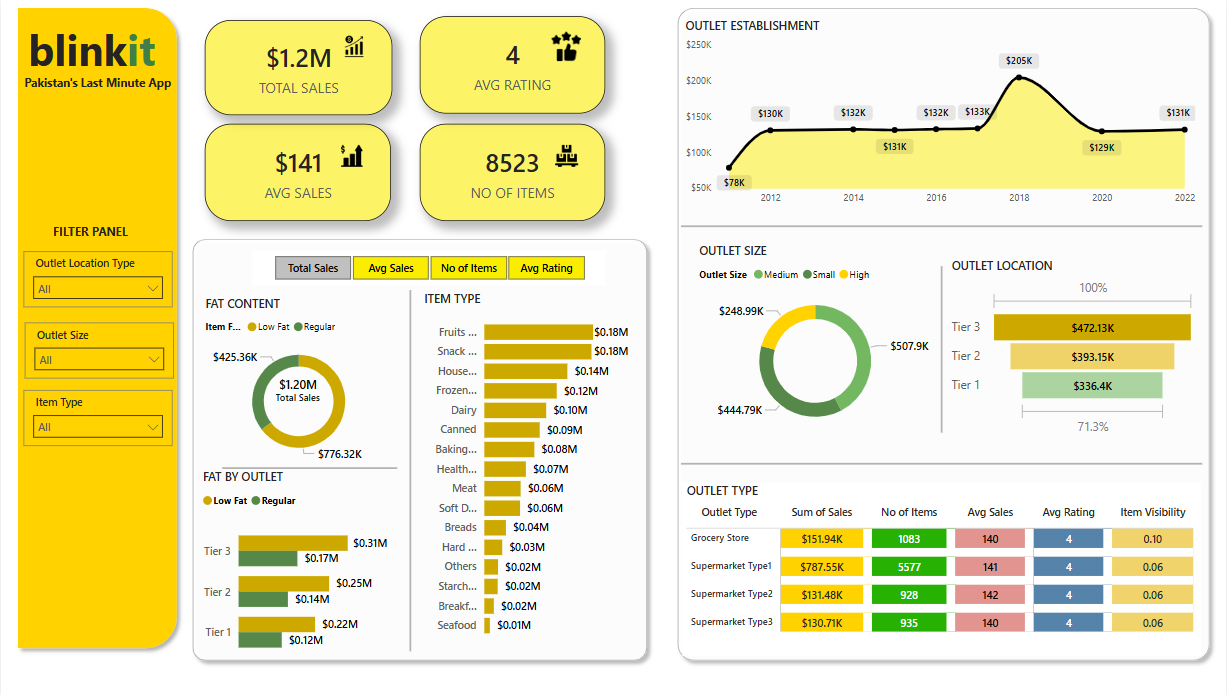 blinkit
Pakistan's Last Minute App
FILTER PANEL
Outlet Location Type
All
Outlet Size
All
Item Type
All
$1.2M
TOTAL SALES
4
AVG RATING
$141
AVG SALES
8523
NO OF ITEMS
Total Sales Avg Sales No of Items Avg Rating
FAT CONTENT
Item F... Low Fat Regular
$425.36K
$1.20M
Total Sales
$776.32K
FAT BY OUTLET
Low Fat Regular
Tier 3 $0.31M
$0.17M
Tier 2 $0.25M
$0.14M
Tier 1 $0.22M
$0.12M
ITEM TYPE
Fruits ... $0.18M
Snack ... $0.18M
House... $0.14M
Frozen... $0.12M
Dairy $0.10M
Canned $0.09M
Baking... $0.08M
Health... $0.07M
Meat $0.06M
Soft D... $0.06M
Breads $0.04M
Hard ... $0.03M
Others $0.02M
Starch... $0.02M
Breakf... $0.02M
Seafood $0.01M
OUTLET ESTABLISHMENT
$250K
$200K
$150K
$100K
$50K
$78K
$130K
$132K
$131K
$132K
$133K
$205K
$129K
$131K
2012 2014 2016 2018 2020 2022
OUTLET SIZE
Outlet Size Medium Small High
$248.99K
$507.9K
$444.79K
OUTLET LOCATION
100%
Tier 3 $472.13K
Tier 2 $393.15K
Tier 1 $336.4K
71.3%
OUTLET TYPE
Outlet Type Sum of Sales No of Items Avg Sales Avg Rating Item Visibility
Grocery Store $151.94K 1083 140 4 0.10
Supermarket Type1 $787.55K 5577 141 4 0.06
Supermarket Type2 $131.48K 928 142 4 0.06
Supermarket Type3 $130.71K 935 140 4 0.06